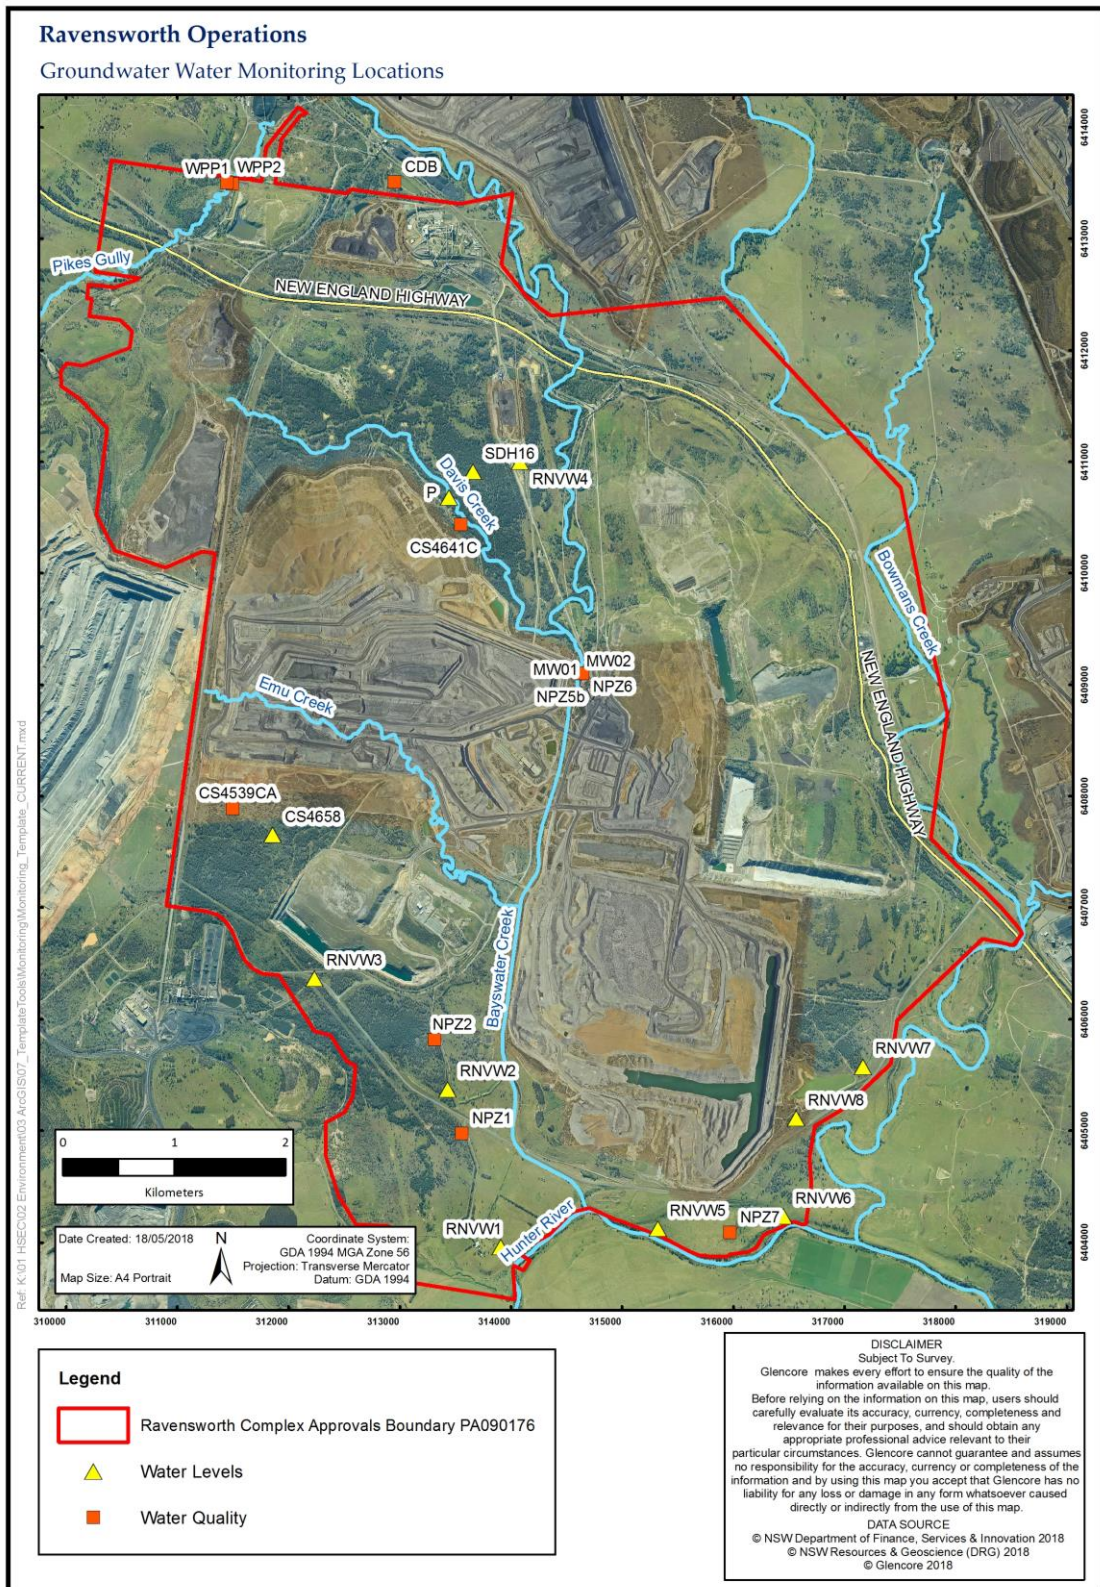 Ravensworth Operations
Groundwater Water Monitoring Locations
WPP1
WPP2
CDB
Pikes Gully
NEW ENGLAND HIGHWAY
SDH16
RNVW4
P
Davis Creek
CS4641C
Bowmans Creek
MW01
MW02
NPZ5b
NPZ6
Emu Creek
NEW ENGLAND HIGHWAY
CS4539CA
CS4658
Bayswater Creek
RNVW3
NPZ2
RNVW2
NPZ1
RNVW7
RNVW8
RNVW6
RNVW5
NPZ7
RNVW1
Hunter River
6414000
6413000
6412000
6411000
6410000
6409000
6408000
6407000
6406000
6405000
6404000
0 1 2
Kilometers
Date Created: 18/05/2018
Map Size: A4 Portrait
N
Coordinate System:
GDA 1994 MGA Zone 56
Projection: Transverse Mercator
Datum: GDA 1994
310000 311000 312000 313000 314000 315000 316000 317000 318000 319000
Ref: K:\01 HSEC\02 Environment\03 ArcGIS\07_TemplateTools\Monitoring\Monitoring_Template_CURRENT.mxd
Legend
Ravensworth Complex Approvals Boundary PA090176
Water Levels
Water Quality
DISCLAIMER
Subject To Survey.
Glencore makes every effort to ensure the quality of the
information available on this map.
Before relying on the information on this map, users should
carefully evaluate its accuracy, currency, completeness and
relevance for their purposes, and should obtain any
appropriate professional advice relevant to their
particular circumstances. Glencore cannot guarantee and assumes
no responsibility for the accuracy, currency or completeness of the
information and by using this map you accept that Glencore has no
liability for any loss or damage in any form whatsoever caused
directly or indirectly from the use of this map.
DATA SOURCE
© NSW Department of Finance, Services & Innovation 2018
© NSW Resources & Geoscience (DRG) 2018
© Glencore 2018